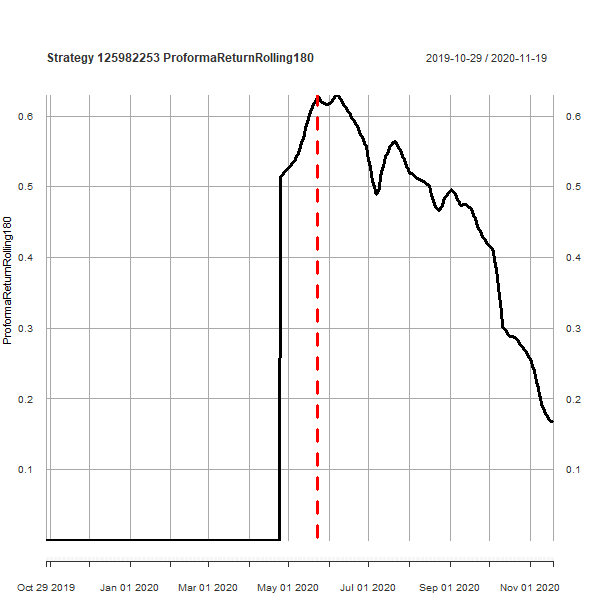 Strategy 125982253 ProformaReturnRolling180
2019-10-29 / 2020-11-19
0.6
0.6
0.5
0.5
0.4
0.4
0.3
0.3
0.2
0.2
0.1
0.1
ProformaReturnRolling180
Oct 29 2019
Jan 01 2020
Mar 01 2020
May 01 2020
Jul 01 2020
Sep 01 2020
Nov 01 2020